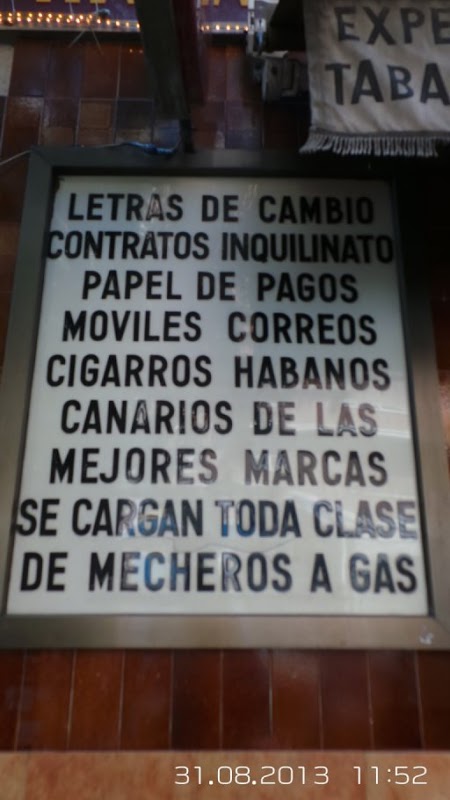 EXPE
TABA
LETRAS DE CAMBIO
CONTRATOS INQUILINATO
PAPEL DE PAGOS
MOVILES CORREOS
CIGARROS HABANOS
CANARIOS DE LAS
MEJORES MARCAS
SE CARGAN TODA CLASE
DE MECHEROS A GAS
31.08.2013 11:52